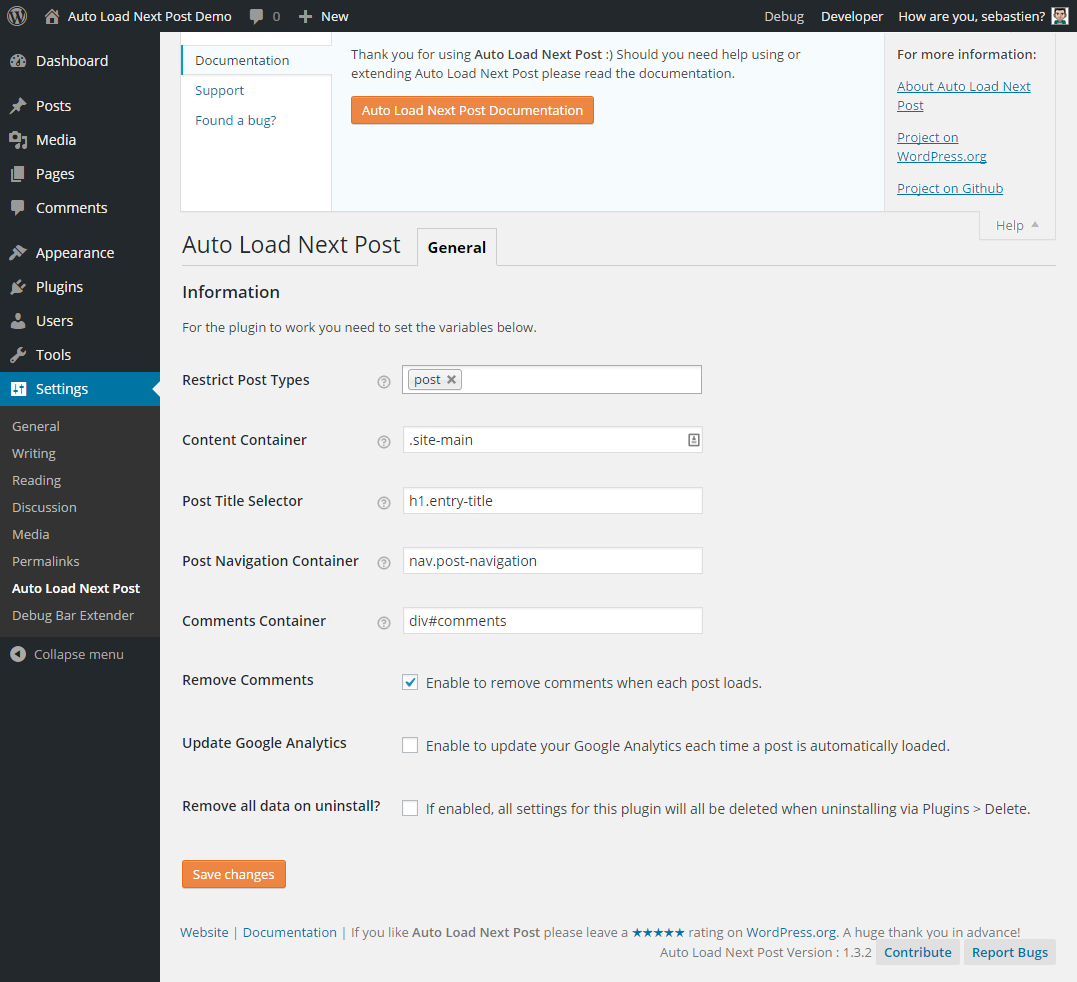 Auto Load Next Post Demo 0 New Debug Developer How are you, sebastien?
Dashboard
Posts
Media
Pages
Comments
Appearance
Plugins
Users
Tools
Settings
General
Writing
Reading
Discussion
Media
Permalinks
Auto Load Next Post
Debug Bar Extender
Collapse menu
Documentation
Support
Found a bug?
Thank you for using Auto Load Next Post :) Should you need help using or
extending Auto Load Next Post please read the documentation.
Auto Load Next Post Documentation
For more information:
About Auto Load Next
Post
Project on
WordPress.org
Project on Github
Help
Auto Load Next Post General
Information
For the plugin to work you need to set the variables below.
Restrict Post Types ? post ×
Content Container ? .site-main
Post Title Selector ? h1.entry-title
Post Navigation Container ? nav.post-navigation
Comments Container ? div#comments
Remove Comments Enable to remove comments when each post loads.
Update Google Analytics Enable to update your Google Analytics each time a post is automatically loaded.
Remove all data on uninstall? If enabled, all settings for this plugin will all be deleted when uninstalling via Plugins > Delete.
Save changes
Website | Documentation | If you like Auto Load Next Post please leave a ★★★★★ rating on WordPress.org. A huge thank you in advance!
Auto Load Next Post Version : 1.3.2 Contribute Report Bugs